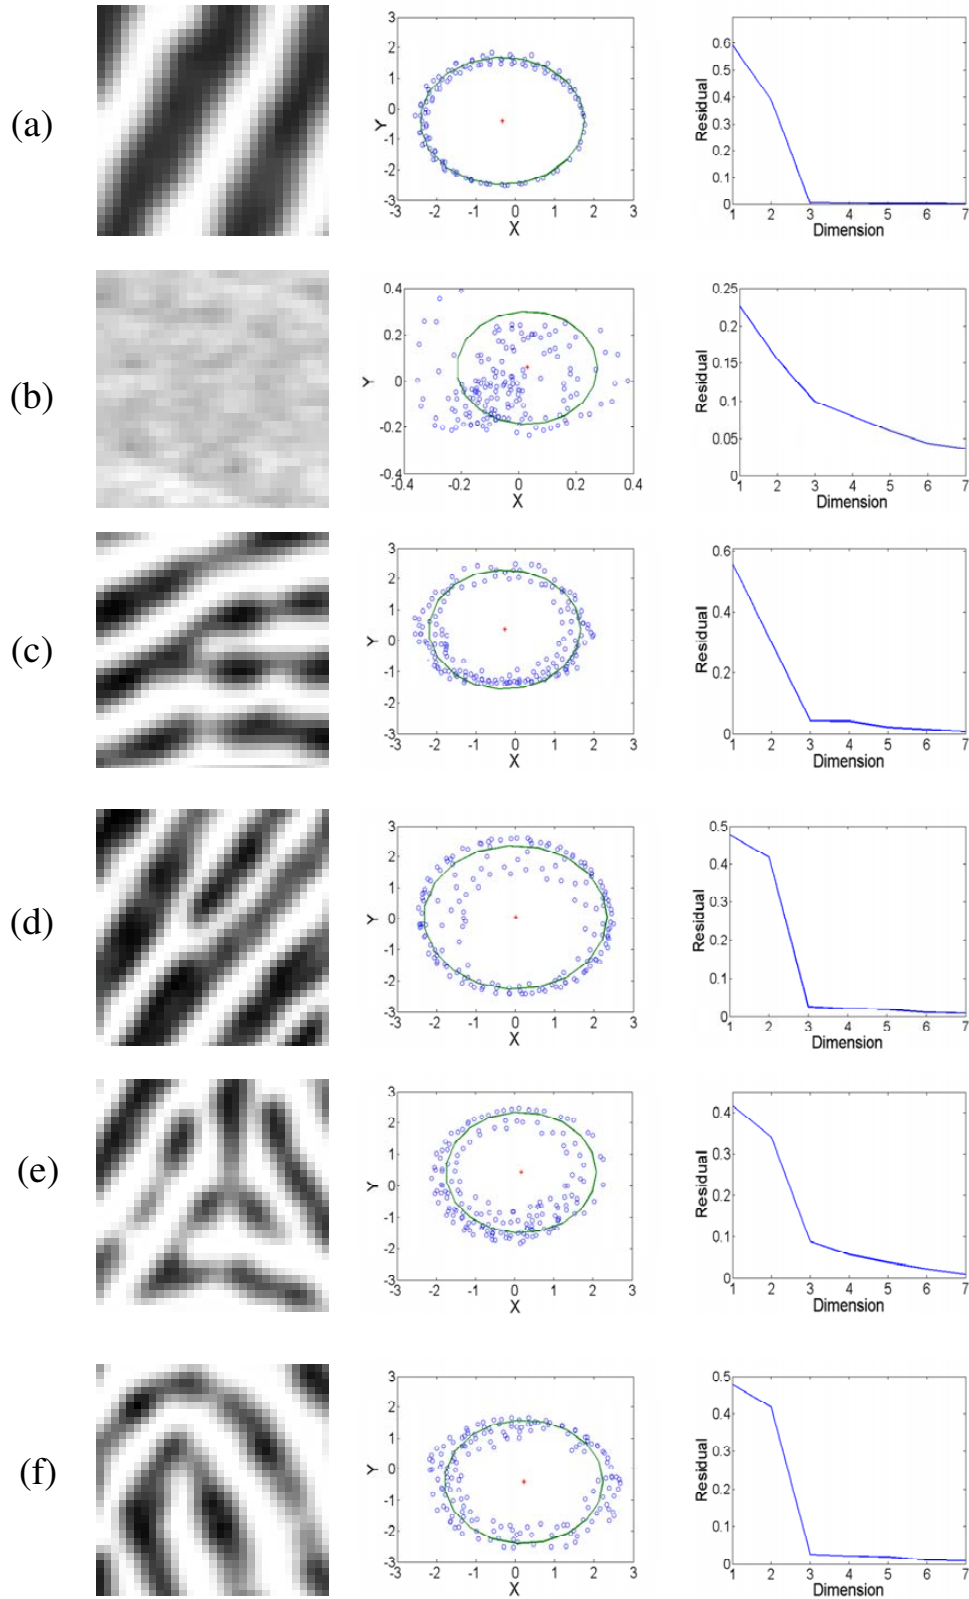 (a)
3
2
1
0
-1
-2
-3
Y
-3 -2 -1 0 1 2 3
X
0.6
0.5
0.4
0.3
0.2
0.1
0
Residual
1 2 3 4 5 6 7
Dimension
(b)
0.4
0.2
0
-0.2
-0.4
Y
-0.4 -0.2 0 0.2 0.4
X
0.25
0.2
0.15
0.1
0.05
0
Residual
1 2 3 4 5 6 7
Dimension
(c)
3
2
1
0
-1
-2
-3
Y
-3 -2 -1 0 1 2 3
X
0.6
0.4
0.2
0
Residual
1 2 3 4 5 6 7
Dimension
(d)
3
2
1
0
-1
-2
-3
Y
-3 -2 -1 0 1 2 3
X
0.5
0.4
0.3
0.2
0.1
0
Residual
1 2 3 4 5 6 7
Dimension
(e)
3
2
1
0
-1
-2
-3
Y
-3 -2 -1 0 1 2 3
X
0.4
0.3
0.2
0.1
0
Residual
1 2 3 4 5 6 7
Dimension
(f)
3
2
1
0
-1
-2
-3
Y
-3 -2 -1 0 1 2 3
X
0.5
0.4
0.3
0.2
0.1
0
Residual
1 2 3 4 5 6 7
Dimension